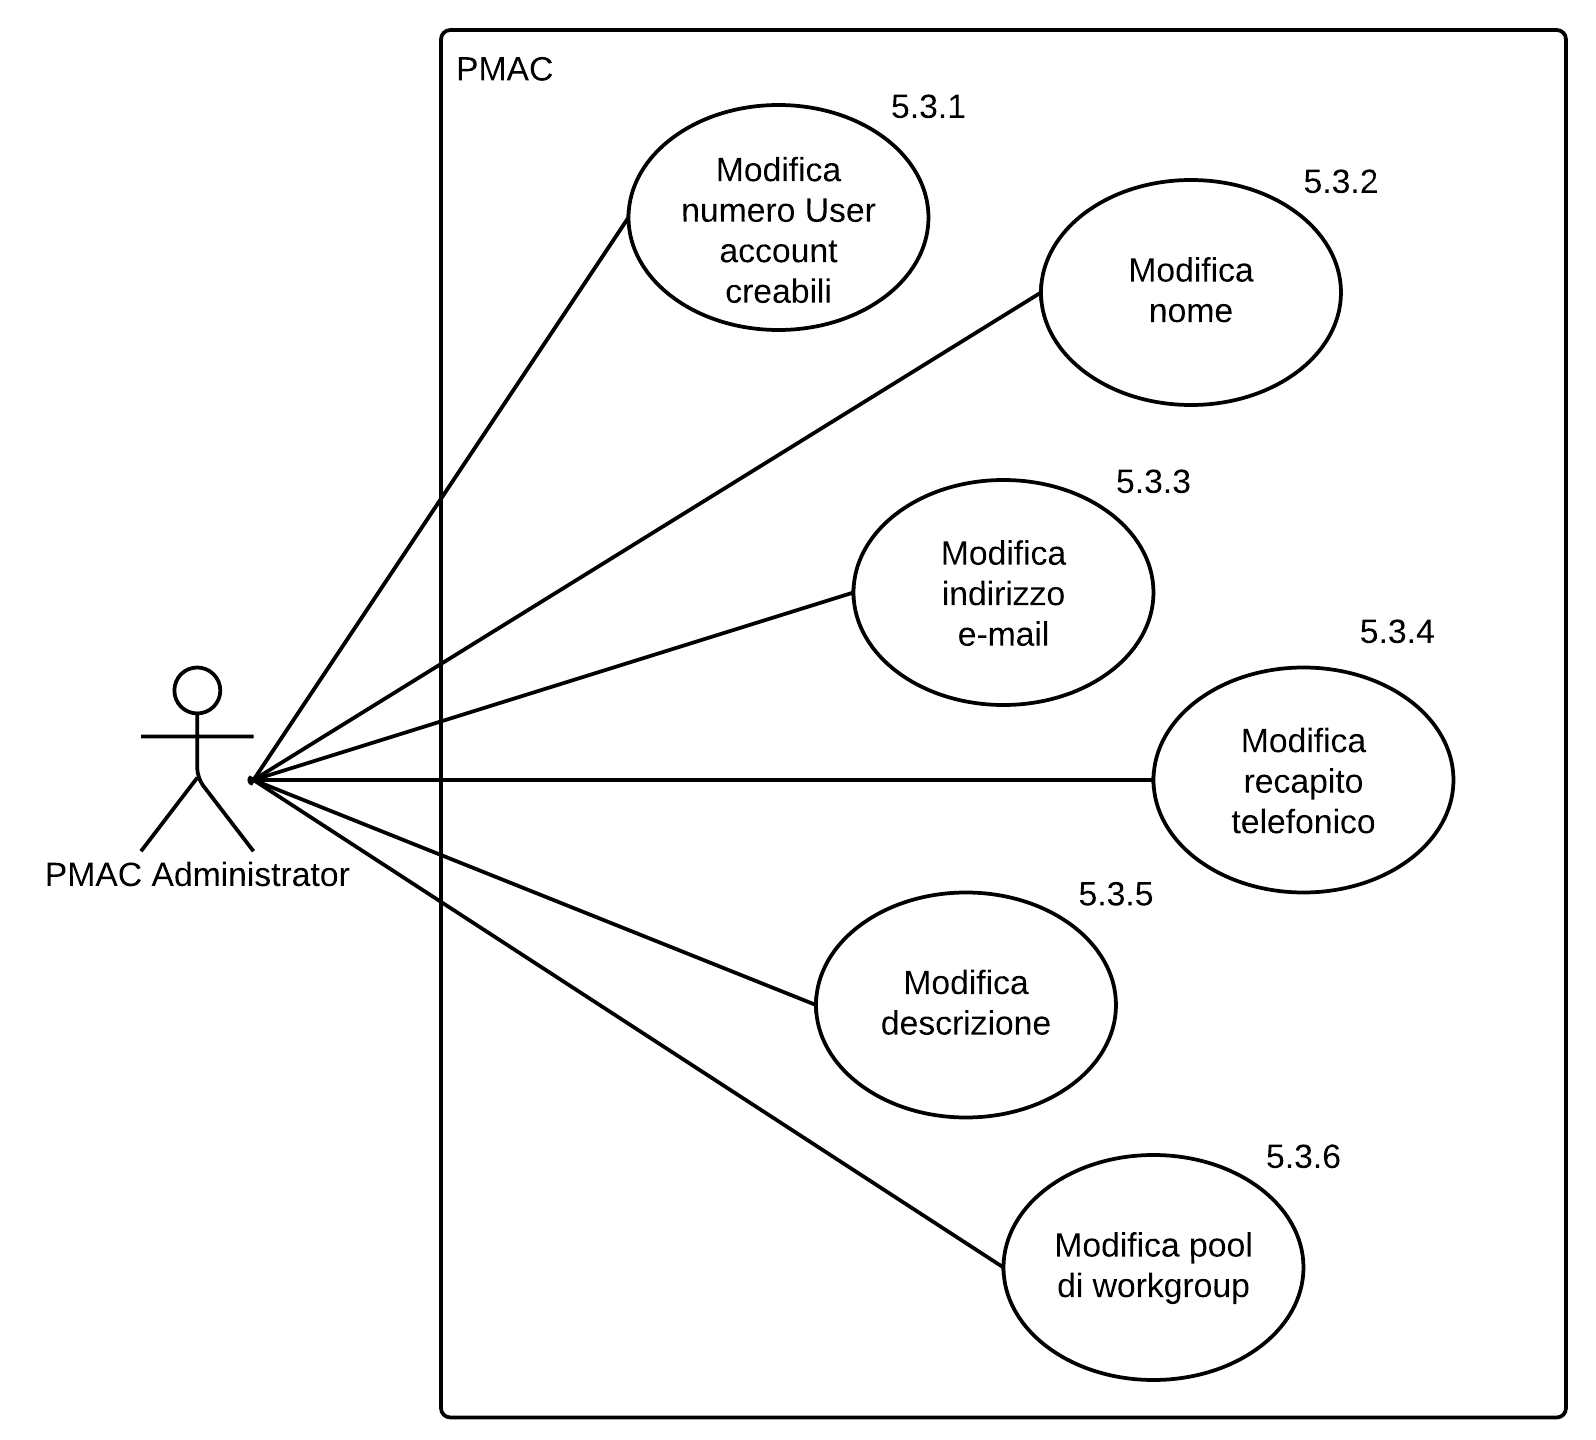 PMAC
5.3.1
Modifica
numero User
account
creabili
5.3.2
Modifica
nome
5.3.3
Modifica
indirizzo
e-mail
5.3.4
Modifica
recapito
telefonico
PMAC Administrator
5.3.5
Modifica
descrizione
5.3.6
Modifica pool
di workgroup